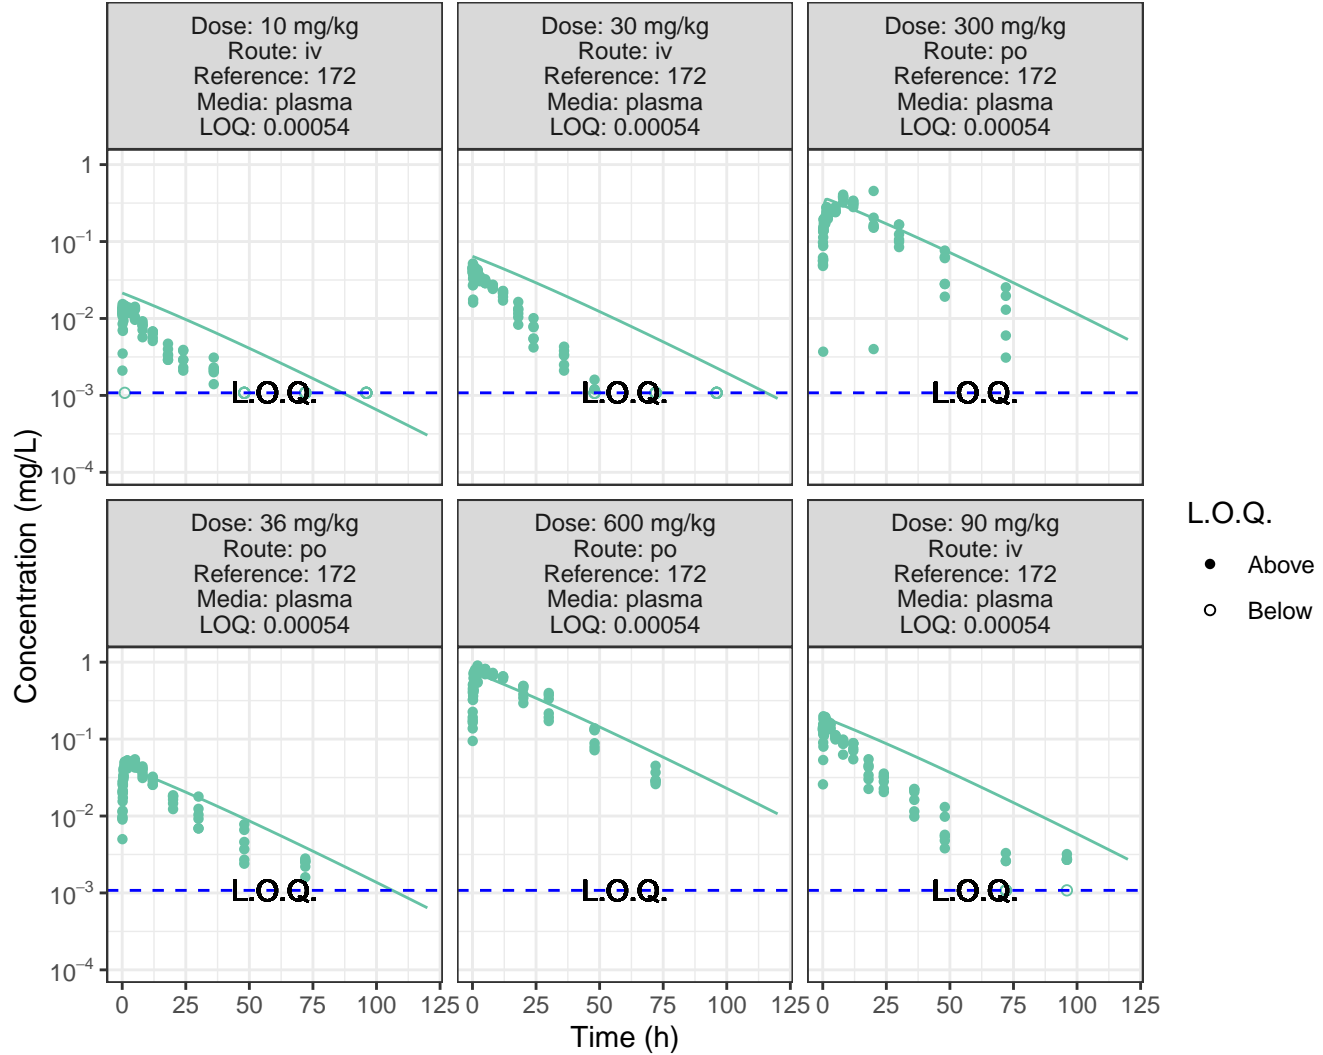 Dose: 10 mg/kg
Route: iv
Reference: 172
Media: plasma
LOQ: 0.00054
Dose: 30 mg/kg
Route: iv
Reference: 172
Media: plasma
LOQ: 0.00054
Dose: 300 mg/kg
Route: po
Reference: 172
Media: plasma
LOQ: 0.00054
1
10⁻¹
10⁻²
10⁻³
10⁻⁴
L.O.Q.
L.O.Q.
L.O.Q.
Dose: 36 mg/kg
Route: po
Reference: 172
Media: plasma
LOQ: 0.00054
Dose: 600 mg/kg
Route: po
Reference: 172
Media: plasma
LOQ: 0.00054
Dose: 90 mg/kg
Route: iv
Reference: 172
Media: plasma
LOQ: 0.00054
1
10⁻¹
10⁻²
10⁻³
10⁻⁴
L.O.Q.
L.O.Q.
L.O.Q.
0 25 50 75 100 125
0 25 50 75 100 125
0 25 50 75 100 125
Time (h)
Concentration (mg/L)
L.O.Q.
Above
Below